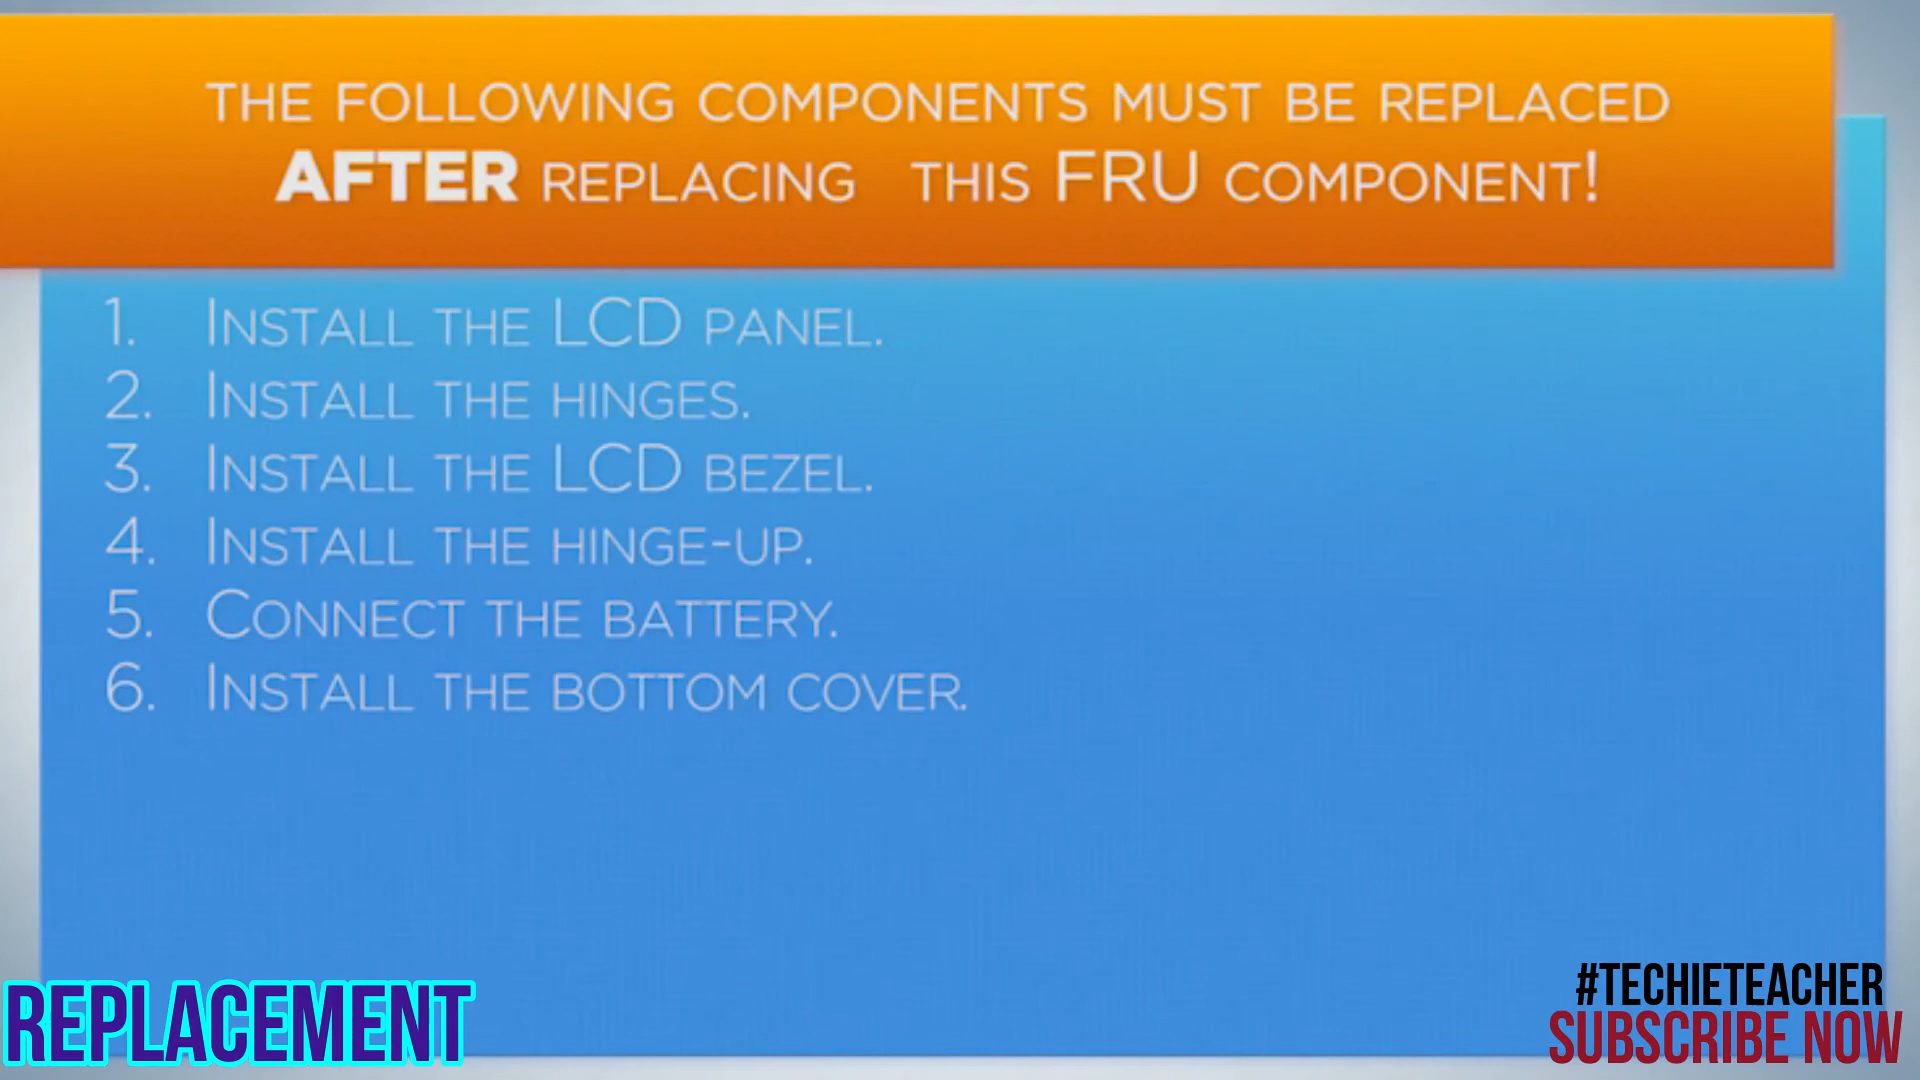 THE FOLLOWING COMPONENTS MUST BE REPLACED
AFTER REPLACING THIS FRU COMPONENT!
1. INSTALL THE LCD PANEL.
2. INSTALL THE HINGES.
3. INSTALL THE LCD BEZEL.
4. INSTALL THE HINGE-UP.
5. CONNECT THE BATTERY.
6. INSTALL THE BOTTOM COVER.
REPLACEMENT
#TECHIETEACHER
SUBSCRIBE NOW